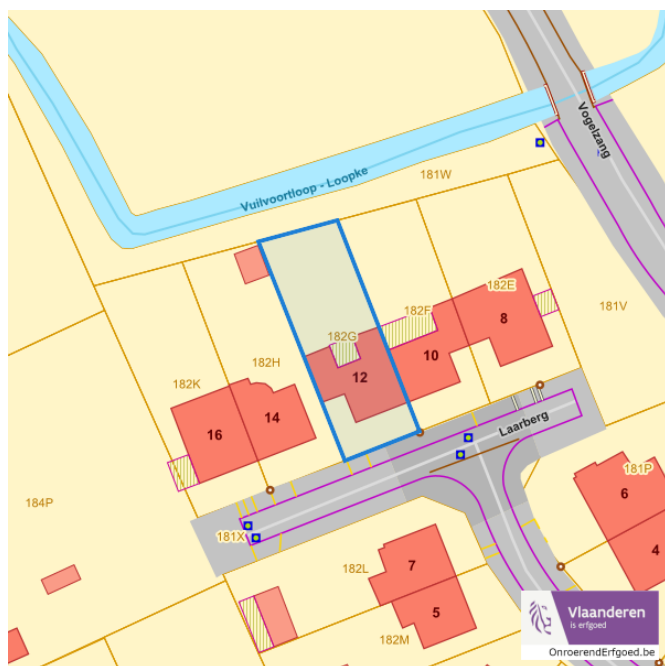 Vogelzang
Vuilvoortloop - Loopke
181W
182E
182F
181V
8
182G
10
182H
12
182K
14
Laarberg
16
181P
6
184P
181X
182L
7
4
5
182M
Vlaanderen
is erfgoed
OnroerendErfgoed.be